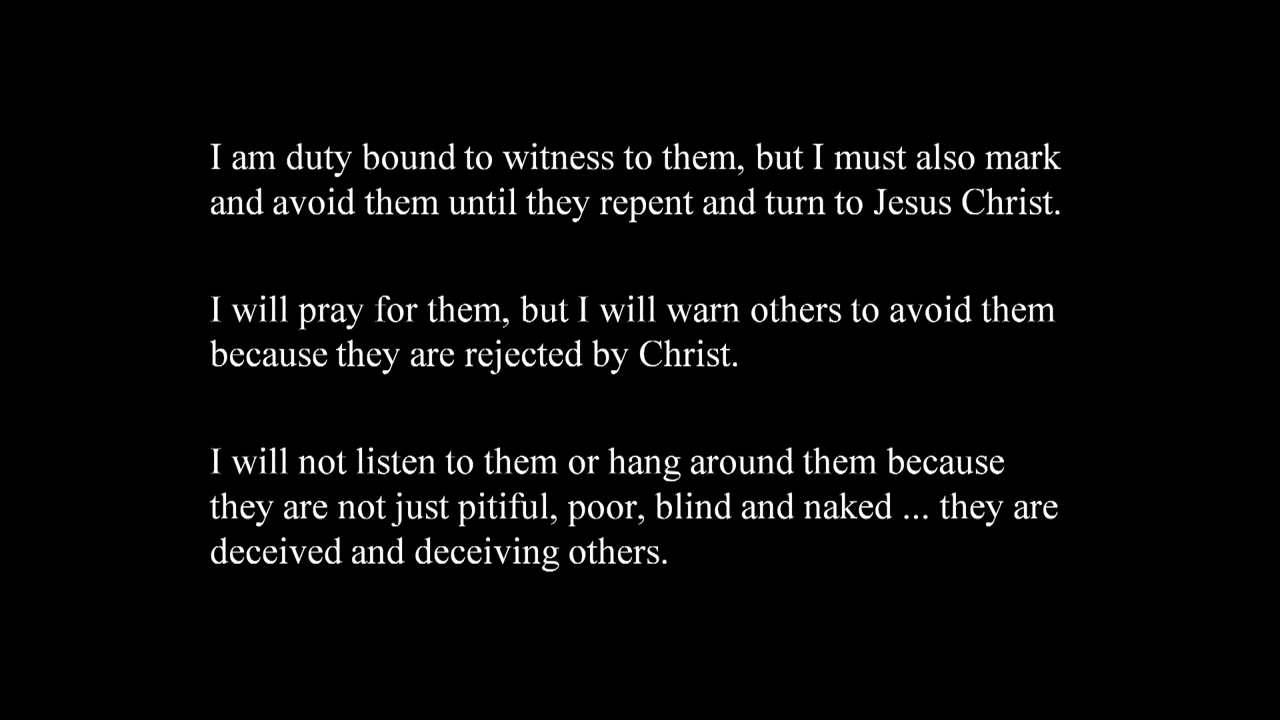 I am duty bound to witness to them, but I must also mark
and avoid them until they repent and turn to Jesus Christ.
I will pray for them, but I will warn others to avoid them
because they are rejected by Christ.
I will not listen to them or hang around them because
they are not just pitiful, poor, blind and naked ... they are
deceived and deceiving others.